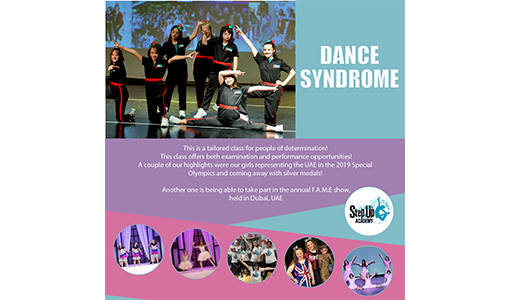 DANCE
SYNDROME
This is a tailored class for people of determination!
This class offers both examination and performance opportunities!
A couple of our highlights were our girls representing the UAE in the 2019 Special
Olympics and coming away with silver medals!
Another one is being able to take part in the annual F.A.M.E show,
held in Dubai, UAE
Step Up
ACADEMY